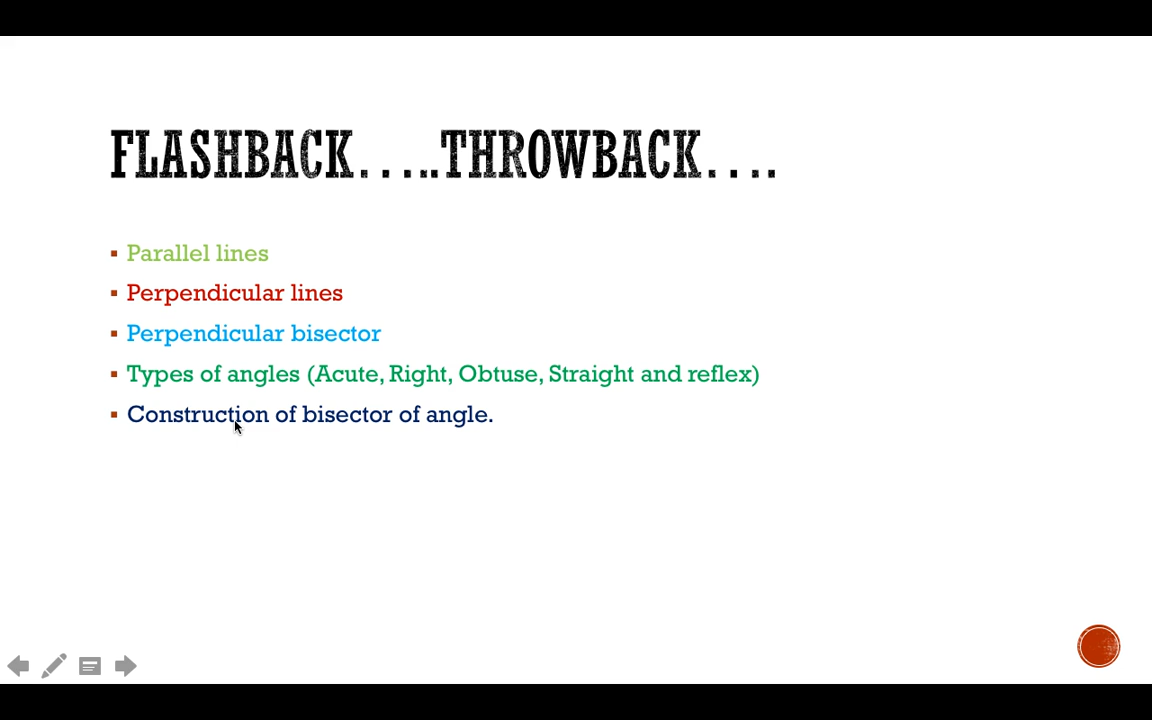 FLASHBACK…..THROWBACK….
▪ Parallel lines
▪ Perpendicular lines
▪ Perpendicular bisector
▪ Types of angles (Acute, Right, Obtuse, Straight and reflex)
▪ Construction of bisector of angle.